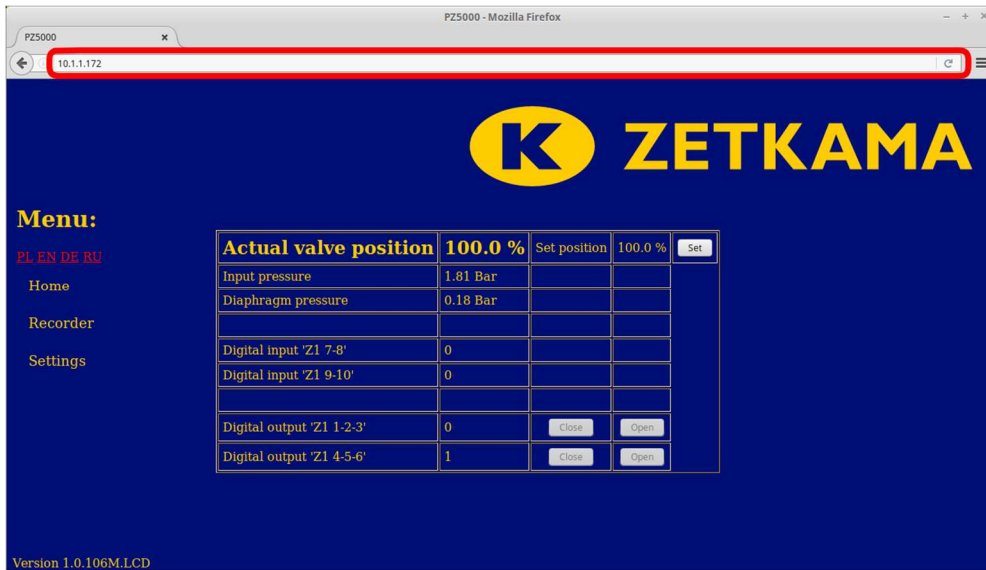 PZ5000 - Mozilla Firefox
PZ5000
10.1.1.172
K ZETKAMA
Menu:
PL EN DE RU
Home
Recorder
Settings
Actual valve position 100.0 % Set position 100.0 % Set
Input pressure 1.81 Bar
Diaphragm pressure 0.18 Bar
Digital input 'Z1 7-8' 0
Digital input 'Z1 9-10' 0
Digital output 'Z1 1-2-3' 0 Close Open
Digital output 'Z1 4-5-6' 1 Close Open
Version 1.0.106M.LCD